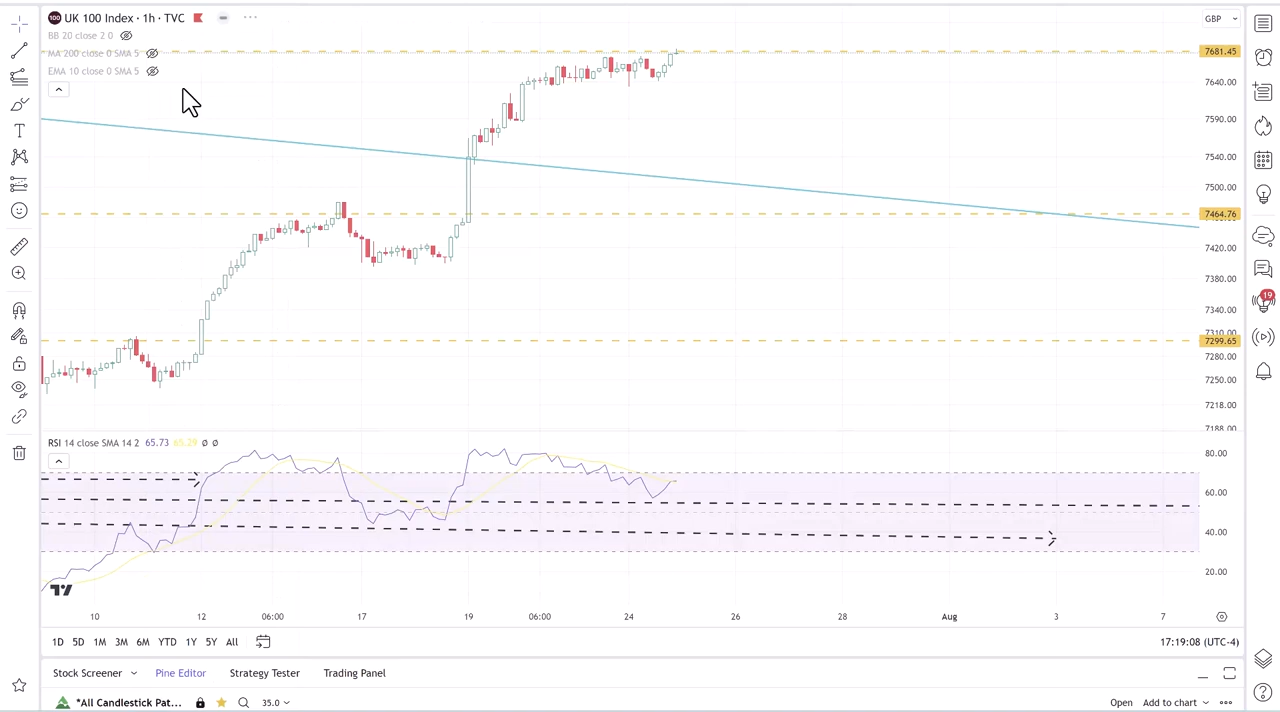 100 UK 100 Index · 1h · TVC
GBP
BB 20 close 2 0
MA 200 close 0 SMA 5
EMA 10 close 0 SMA 5
7681.45
7640.00
7590.00
7540.00
7500.00
7464.76
7420.00
7380.00
7340.00
7310.00
7299.65
7280.00
7250.00
7218.00
7188.00
RSI 14 close SMA 14 2 65.73 65.29 Ø Ø
80.00
60.00
40.00
20.00
10 12 06:00 17 19 06:00 24 26 28 Aug 3 7
1D 5D 1M 3M 6M YTD 1Y 5Y All
17:19:08 (UTC-4)
Stock Screener Pine Editor Strategy Tester Trading Panel
*All Candlestick Pat... 35.0 Open Add to chart
19